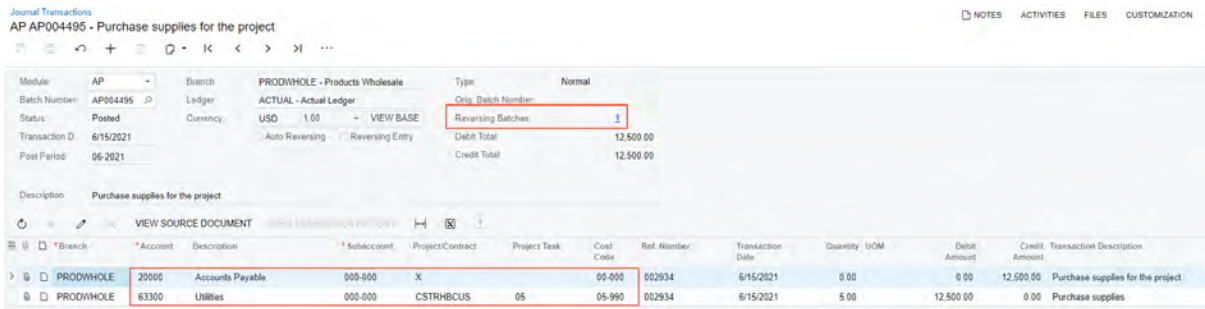 Journal Transactions
AP AP004495 - Purchase supplies for the project
NOTES ACTIVITIES FILES CUSTOMIZATION
Module: AP Branch: PRODWHOLE - Products Wholesale Type: Normal
Batch Number: AP004495 Ledger: ACTUAL - Actual Ledger Orig. Batch Number:
Status: Posted Currency: USD 1.00 VIEW BASE Reversing Batches: 1
Transaction D 6/15/2021 Auto Reversing Reversing Entry Debit Total: 12,500.00
Post Period: 06-2021 Credit Total: 12,500.00
Description: Purchase supplies for the project
VIEW SOURCE DOCUMENT
*Branch *Account Description *Subaccount Project/Contract Project Task Cost Code Ref. Number Transaction Date Quantity UOM Debit Amount Credit Amount Transaction Description
PRODWHOLE 20000 Accounts Payable 000-000 X 00-000 002934 6/15/2021 0.00 0.00 12,500.00 Purchase supplies for the project
PRODWHOLE 63300 Utilities 000-000 CSTRHBCUS 05 05-990 002934 6/15/2021 5.00 12,500.00 0.00 Purchase supplies